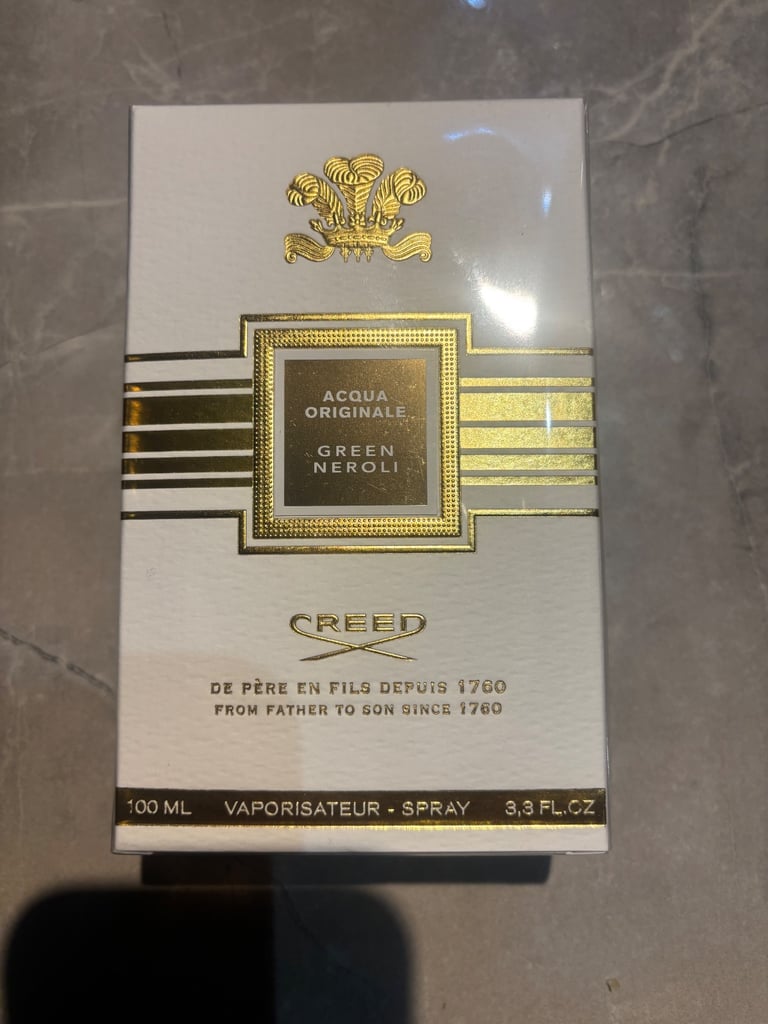 ACQUA
ORIGINALE
GREEN
NEROLI
CREED
DE PÈRE EN FILS DEPUIS 1760
FROM FATHER TO SON SINCE 1760
100 ML VAPORISATEUR - SPRAY 3,3 FL.OZ